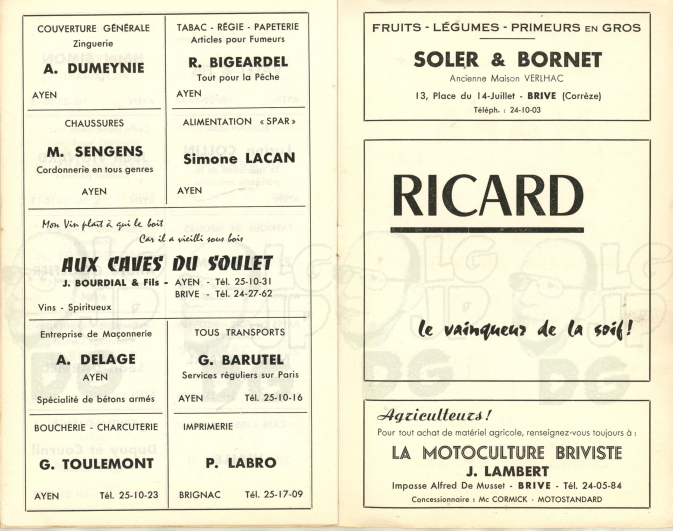 COUVERTURE GÉNÉRALE
Zinguerie
A. DUMEYNIE
AYEN
TABAC - RÉGIE - PAPETERIE
Articles pour Fumeurs
R. BIGEARDEL
Tout pour la Pêche
AYEN
CHAUSSURES
M. SENGENS
Cordonnerie en tous genres
AYEN
ALIMENTATION « SPAR »
Simone LACAN
AYEN
Mon Vin plaît à qui le boit
Car il a vieilli sous bois
AUX CAVES DU SOULET
J. BOURDIAL & Fils - AYEN - Tél. 25-10-31
BRIVE - Tél. 24-27-62
Vins - Spiritueux
Entreprise de Maçonnerie
A. DELAGE
AYEN
Spécialité de bétons armés
TOUS TRANSPORTS
G. BARUTEL
Services réguliers sur Paris
AYEN Tél. 25-10-16
BOUCHERIE - CHARCUTERIE
G. TOULEMONT
AYEN Tél. 25-10-23
IMPRIMERIE
P. LABRO
BRIGNAC Tél. 25-17-09
FRUITS - LÉGUMES - PRIMEURS EN GROS
SOLER & BORNET
Ancienne Maison VERLHAC
13, Place du 14-Juillet - BRIVE (Corrèze)
Téléph. : 24-10-03
RICARD
le vainqueur de la soif!
Agriculteurs!
Pour tout achat de matériel agricole, renseignez-vous toujours à :
LA MOTOCULTURE BRIVISTE
J. LAMBERT
Impasse Alfred De Musset - BRIVE - Tél. 24-05-84
Concessionnaire : Mc CORMICK - MOTOSTANDARD
LG
JP
DG
LG
JP
DG